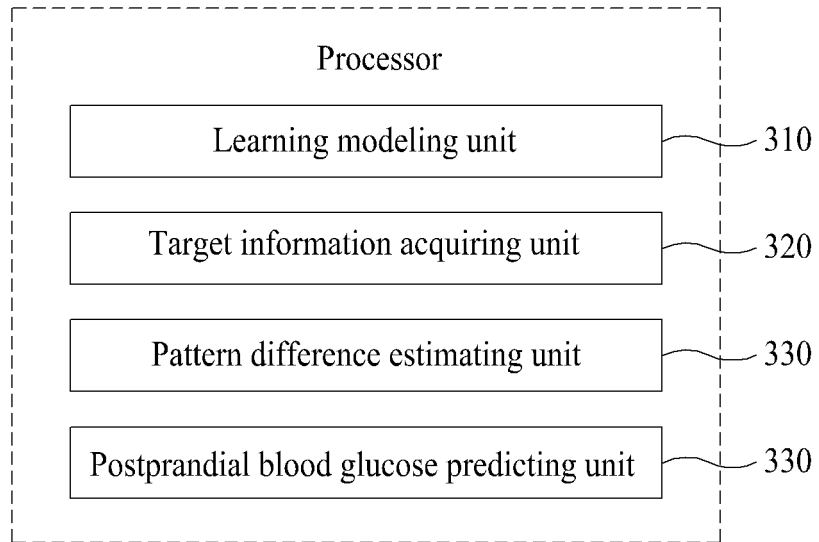 Processor
Learning modeling unit 310
Target information acquiring unit 320
Pattern difference estimating unit 330
Postprandial blood glucose predicting unit 330